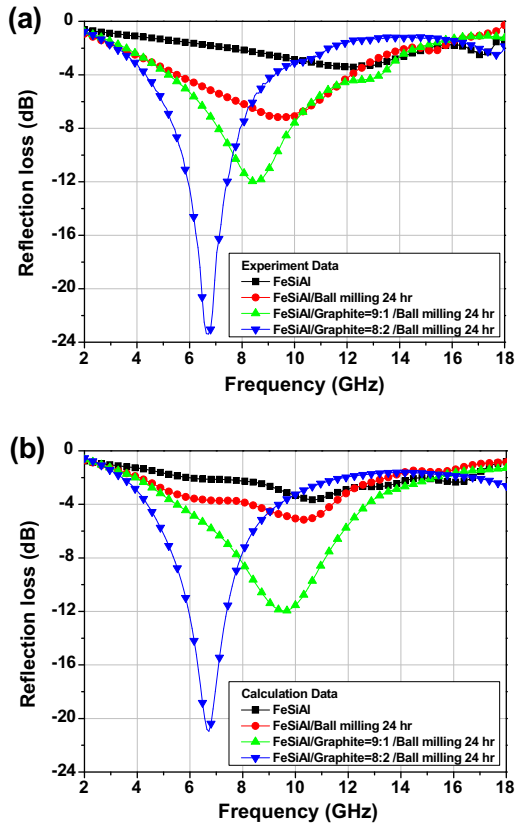 (a)
0
-4
-8
-12
-16
-20
-24
Reflection loss (dB)
Experiment Data
FeSiAl
FeSiAl/Ball milling 24 hr
FeSiAl/Graphite=9:1 /Ball milling 24 hr
FeSiAl/Graphite=8:2 /Ball milling 24 hr
2 4 6 8 10 12 14 16 18
Frequency (GHz)
(b)
0
-4
-8
-12
-16
-20
-24
Reflection loss (dB)
Calculation Data
FeSiAl
FeSiAl/Ball milling 24 hr
FeSiAl/Graphite=9:1 /Ball milling 24 hr
FeSiAl/Graphite=8:2 /Ball milling 24 hr
2 4 6 8 10 12 14 16 18
Frequency (GHz)